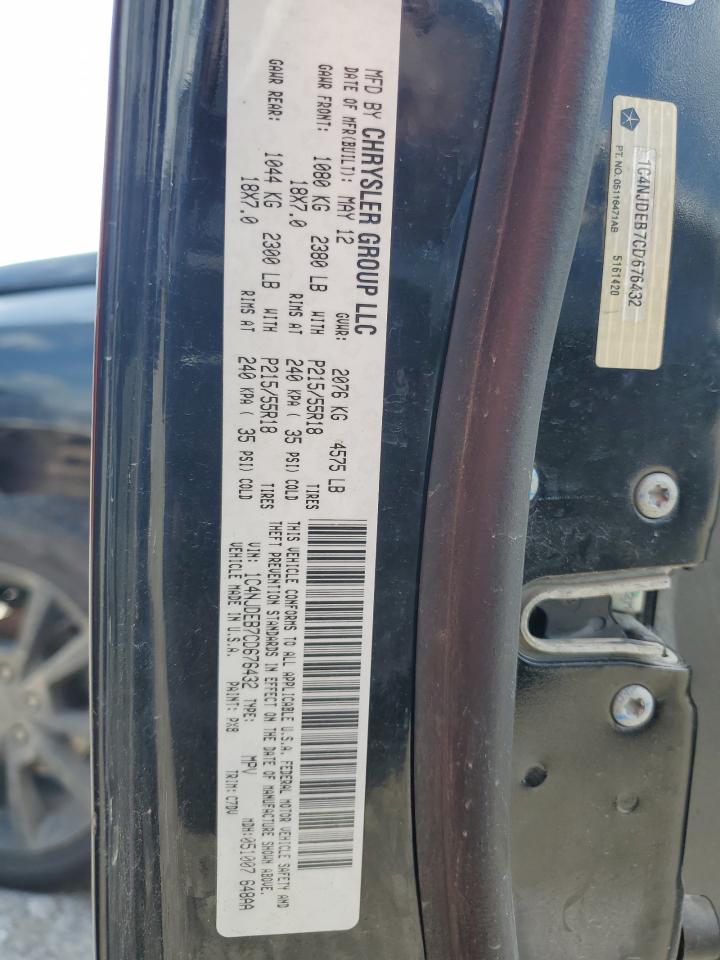 MFD BY CHRYSLER GROUP LLC
DATE OF MFR(BUILT): MAY 12 GVWR: 2076 KG 4575 LB
GAWR FRONT: 1080 KG 2380 LB WITH P215/55R18 TIRES
18X7.0 RIMS AT 240 KPA ( 35 PSI) COLD
GAWR REAR: 1044 KG 2300 LB WITH P215/55R18 TIRES
18X7.0 RIMS AT 240 KPA ( 35 PSI) COLD
THIS VEHICLE CONFORMS TO ALL APPLICABLE U.S.A. FEDERAL MOTOR VEHICLE SAFETY AND
THEFT PREVENTION STANDARDS IN EFFECT ON THE DATE OF MANUFACTURE SHOWN ABOVE.
VIN: 1C4NJDEB7CD676432 TYPE: MPV MDH:051007 648AA
VEHICLE MADE IN U.S.A. PAINT: PX8 TRIM: C7DV
1C4NJDEB7CD676432
PT. NO. 05116471AB 5161420